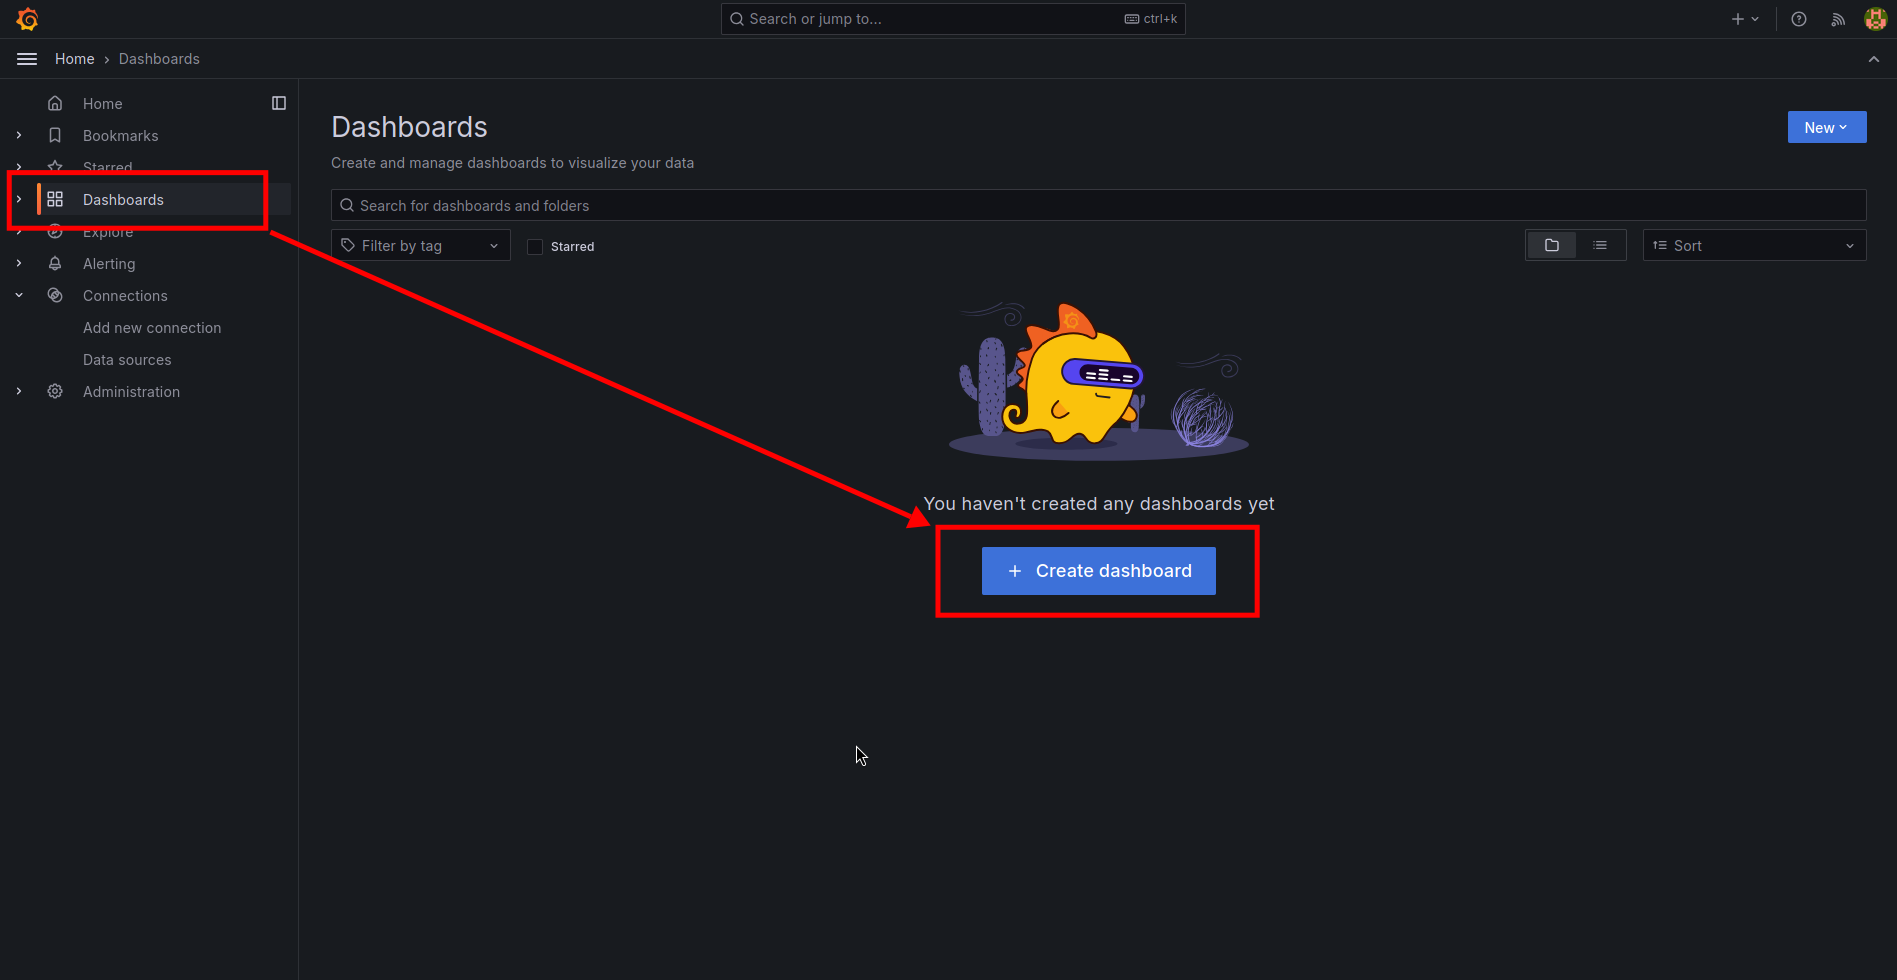 Search or jump to...
ctrl+k
Home › Dashboards
Home
Bookmarks
Starred
Dashboards
Explore
Alerting
Connections
Add new connection
Data sources
Administration
Dashboards
New
Create and manage dashboards to visualize your data
Search for dashboards and folders
Filter by tag
Starred
Sort
You haven't created any dashboards yet
+ Create dashboard